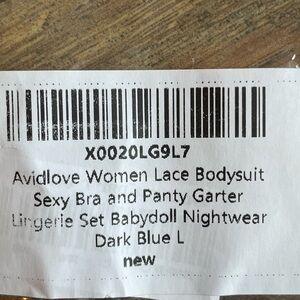 X0020LG9L7
Avidlove Women Lace Bodysuit
Sexy Bra and Panty Garter
Lingerie Set Babydoll Nightwear
Dark Blue L
new